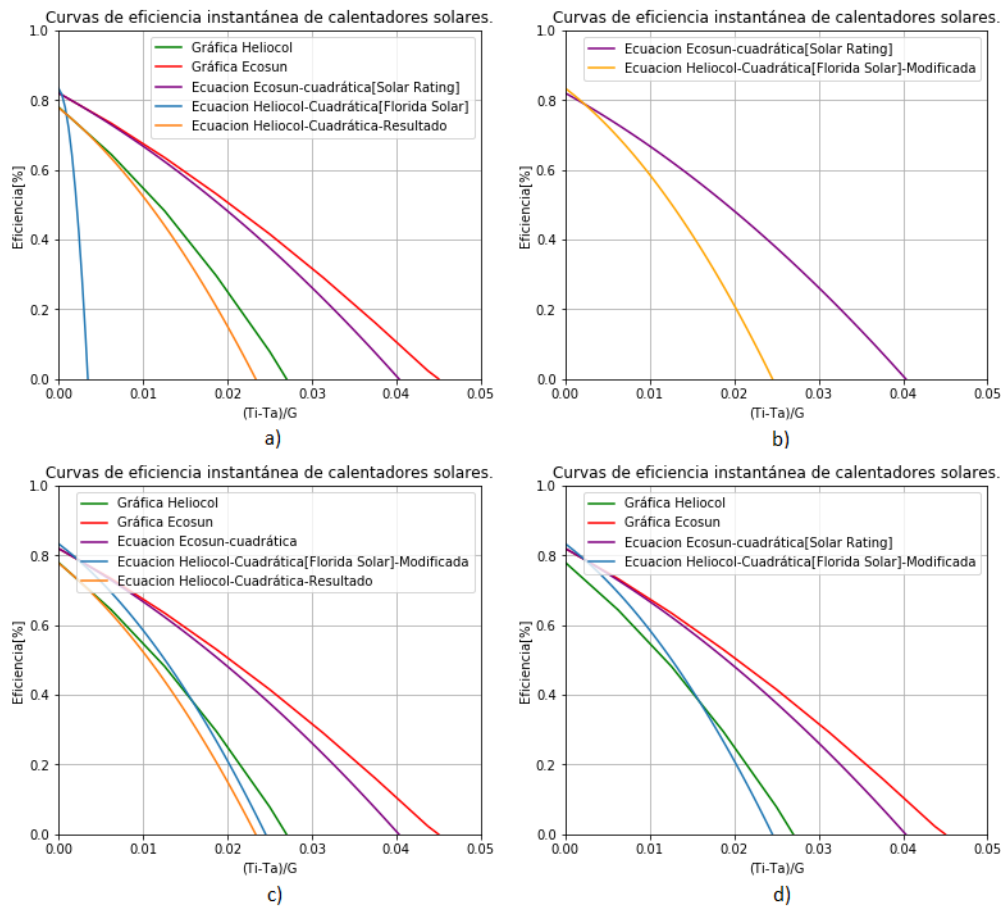 Curvas de eficiencia instantánea de calentadores solares.
1.0
0.8
0.6
0.4
0.2
0.0
Eficiencia[%]
Gráfica Heliocol
Gráfica Ecosun
Ecuacion Ecosun-cuadrática[Solar Rating]
Ecuacion Heliocol-Cuadrática[Florida Solar]
Ecuacion Heliocol-Cuadrática-Resultado
0.00 0.01 0.02 0.03 0.04 0.05
(Ti-Ta)/G
a)
Curvas de eficiencia instantánea de calentadores solares.
1.0
0.8
0.6
0.4
0.2
0.0
Eficiencia[%]
Ecuacion Ecosun-cuadrática[Solar Rating]
Ecuacion Heliocol-Cuadrática[Florida Solar]-Modificada
0.00 0.01 0.02 0.03 0.04 0.05
(Ti-Ta)/G
b)
Curvas de eficiencia instantánea de calentadores solares.
1.0
0.8
0.6
0.4
0.2
0.0
Eficiencia[%]
Gráfica Heliocol
Gráfica Ecosun
Ecuacion Ecosun-cuadrática
Ecuacion Heliocol-Cuadrática[Florida Solar]-Modificada
Ecuacion Heliocol-Cuadrática-Resultado
0.00 0.01 0.02 0.03 0.04 0.05
(Ti-Ta)/G
c)
Curvas de eficiencia instantánea de calentadores solares.
1.0
0.8
0.6
0.4
0.2
0.0
Eficiencia[%]
Gráfica Heliocol
Gráfica Ecosun
Ecuacion Ecosun-cuadrática[Solar Rating]
Ecuacion Heliocol-Cuadrática[Florida Solar]-Modificada
0.00 0.01 0.02 0.03 0.04 0.05
(Ti-Ta)/G
d)